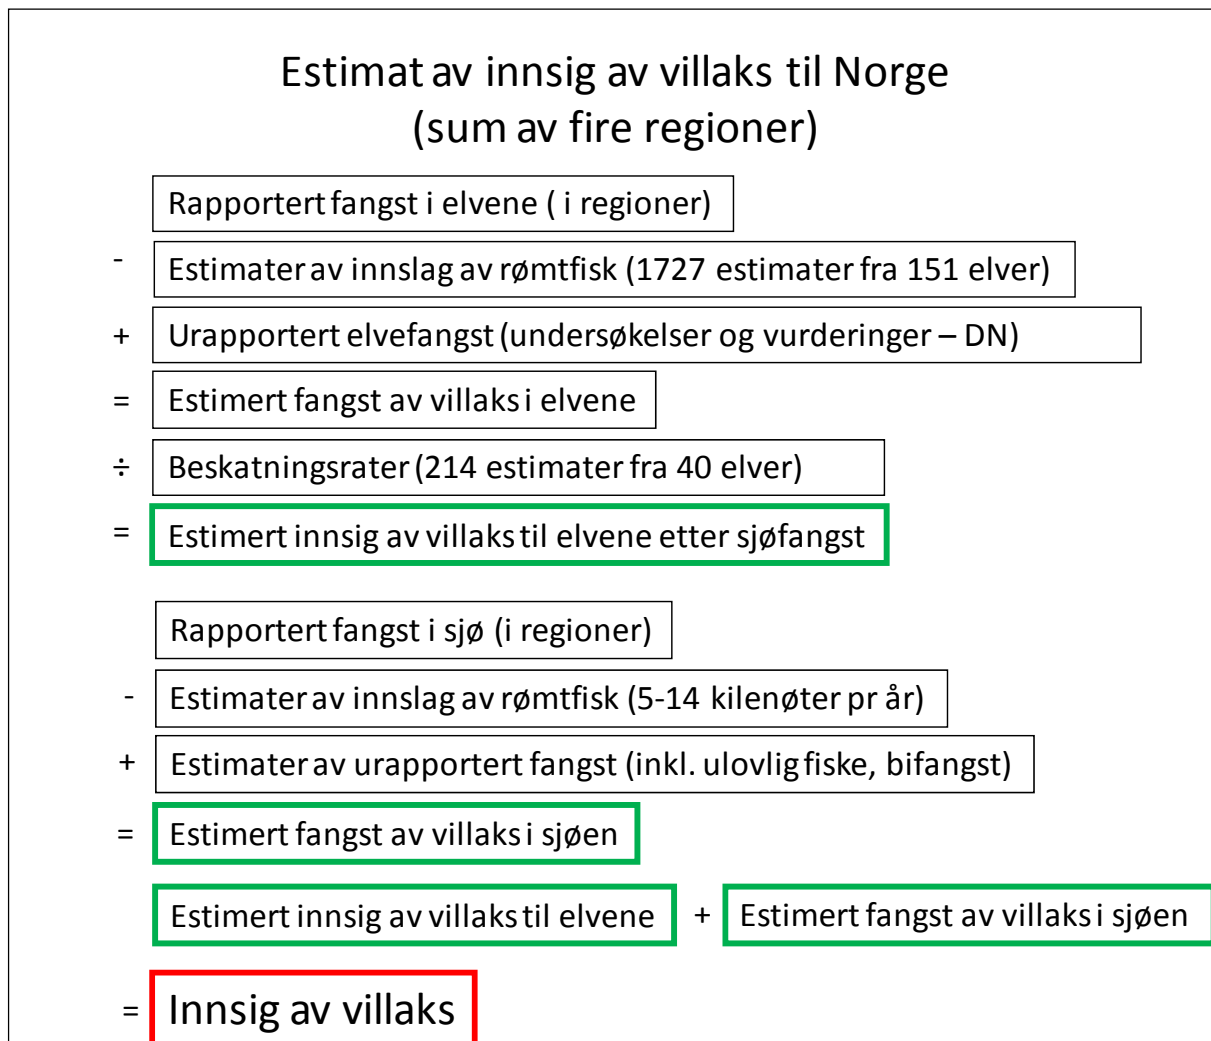 Estimat av innsig av villaks til Norge
(sum av fire regioner)
Rapportert fangst i elvene ( i regioner)
- Estimater av innslag av rømtfisk (1727 estimater fra 151 elver)
+ Urapportert elvefangst (undersøkelser og vurderinger – DN)
= Estimert fangst av villaks i elvene
÷ Beskatningsrater (214 estimater fra 40 elver)
= Estimert innsig av villaks til elvene etter sjøfangst
Rapportert fangst i sjø (i regioner)
- Estimater av innslag av rømtfisk (5-14 kilenøter pr år)
+ Estimater av urapportert fangst (inkl. ulovlig fiske, bifangst)
= Estimert fangst av villaks i sjøen
Estimert innsig av villaks til elvene + Estimert fangst av villaks i sjøen
= Innsig av villaks